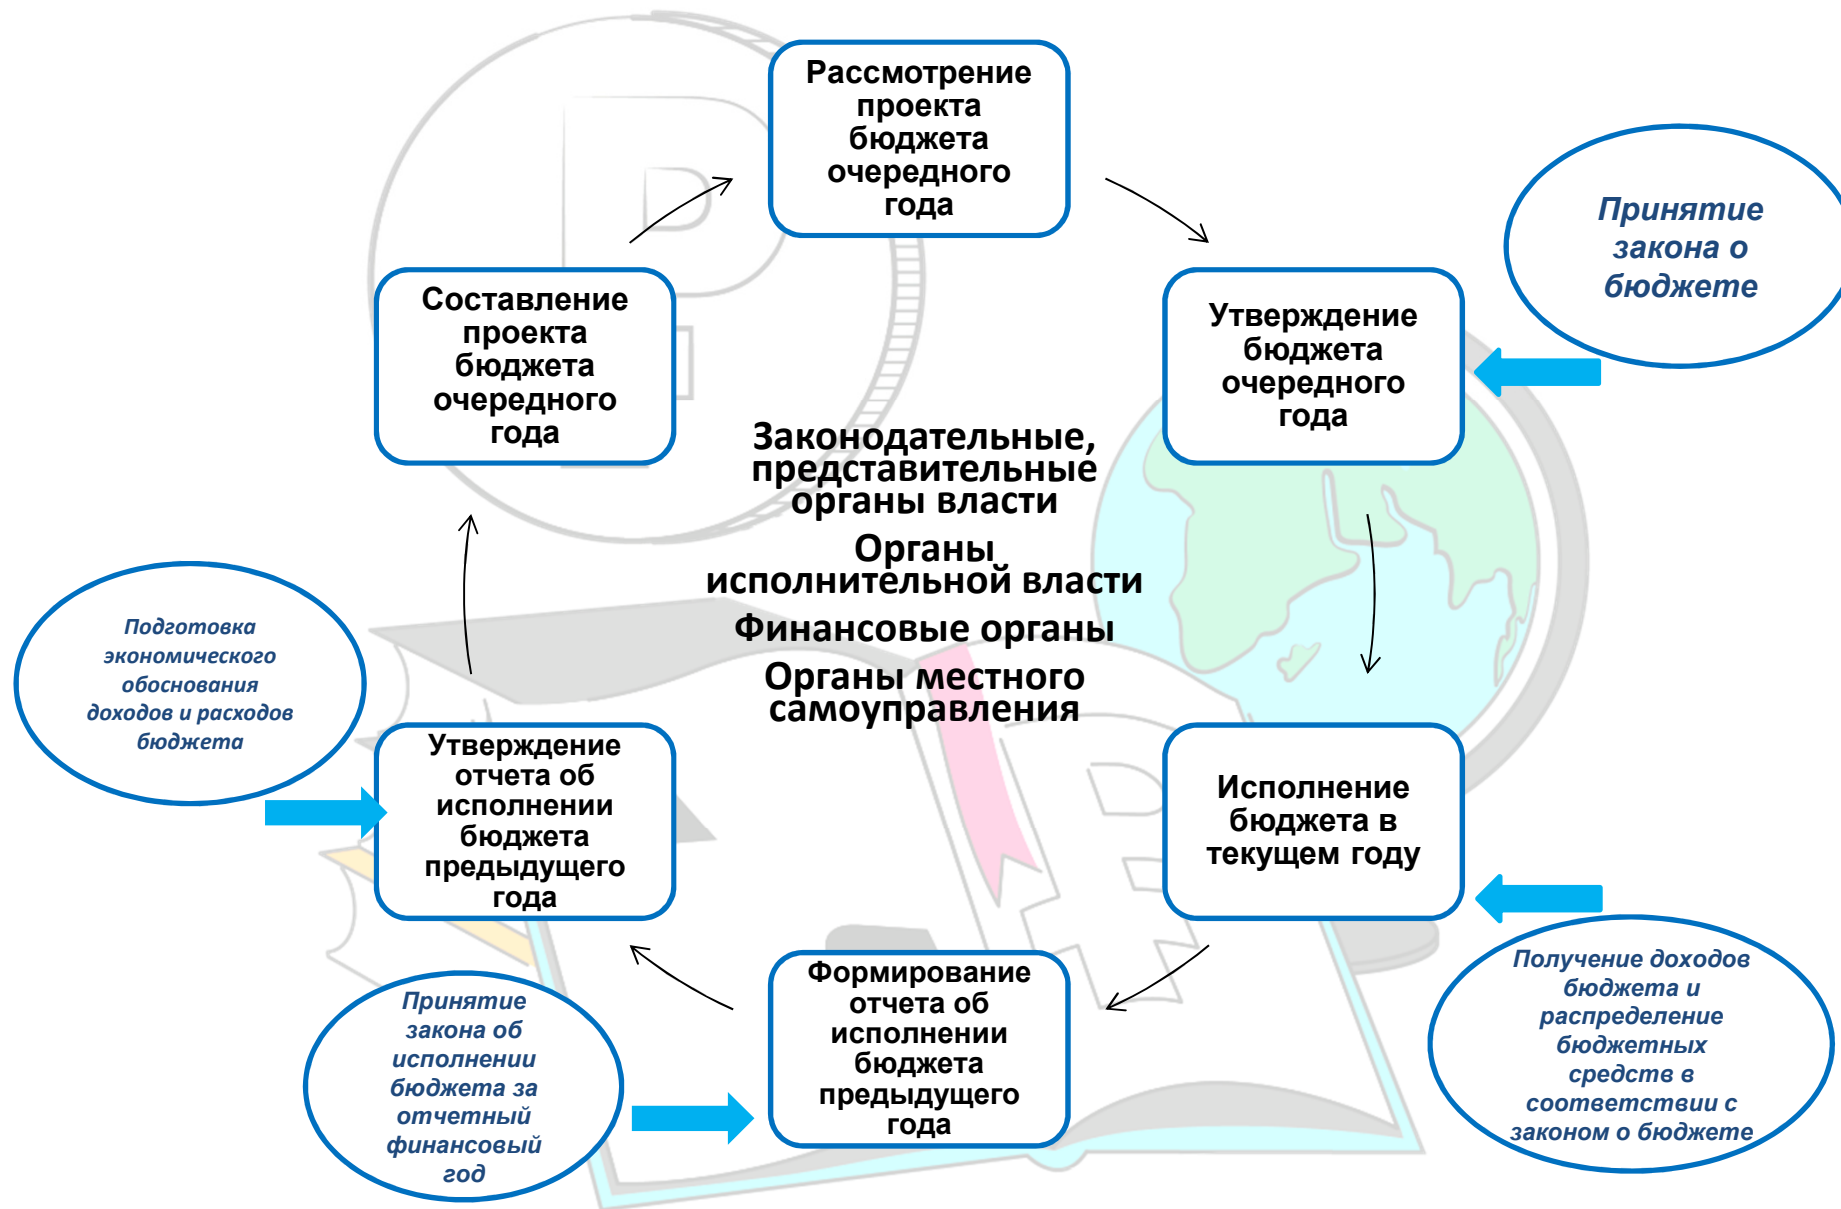 Рассмотрение
проекта
бюджета
очередного
года
Принятие
закона о
бюджете
Составление
проекта
бюджета
очередного
года
Утверждение
бюджета
очередного
года
Законодательные,
представительные
органы власти
Органы
исполнительной власти
Финансовые органы
Органы местного
самоуправления
Подготовка
экономического
обоснования
доходов и расходов
бюджета
Утверждение
отчета об
исполнении
бюджета
предыдущего
года
Исполнение
бюджета в
текущем году
Принятие
закона об
исполнении
бюджета за
отчетный
финансовый
год
Формирование
отчета об
исполнении
бюджета
предыдущего
года
Получение доходов
бюджета и
распределение
бюджетных
средств в
соответствии с
законом о бюджете